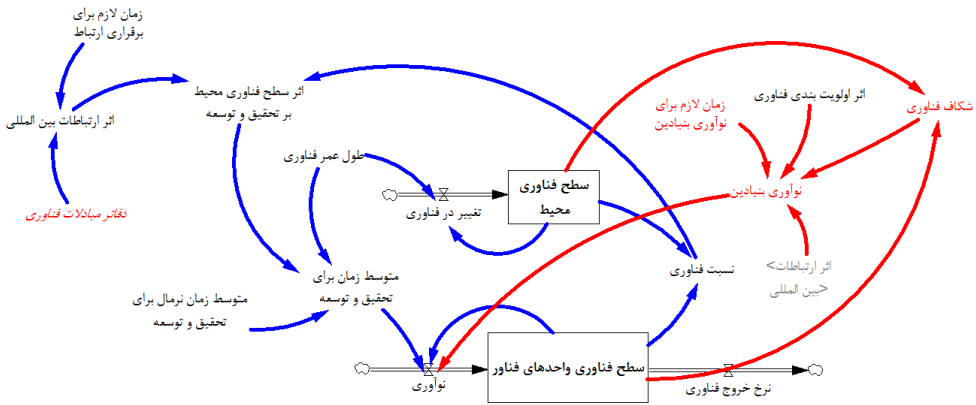 زمان لازم برای
برقراری ارتباط
اثر ارتباطات بین المللی
دفاتر مبادلات فناوری
اثر سطح فناوری محیط
بر تحقیق و توسعه
طول عمر فناوری
تغییر در فناوری
سطح فناوری
محیط
زمان لازم برای
نوآوری بنیادین
اثر اولویت بندی فناوری
شکاف فناوری
نوآوری بنیادین
<اثر ارتباطات
بین المللی>
نسبت فناوری
متوسط زمان برای
تحقیق و توسعه
متوسط زمان نرمال برای
تحقیق و توسعه
نوآوری
سطح فناوری واحدهای فناور
نرخ خروج فناوری